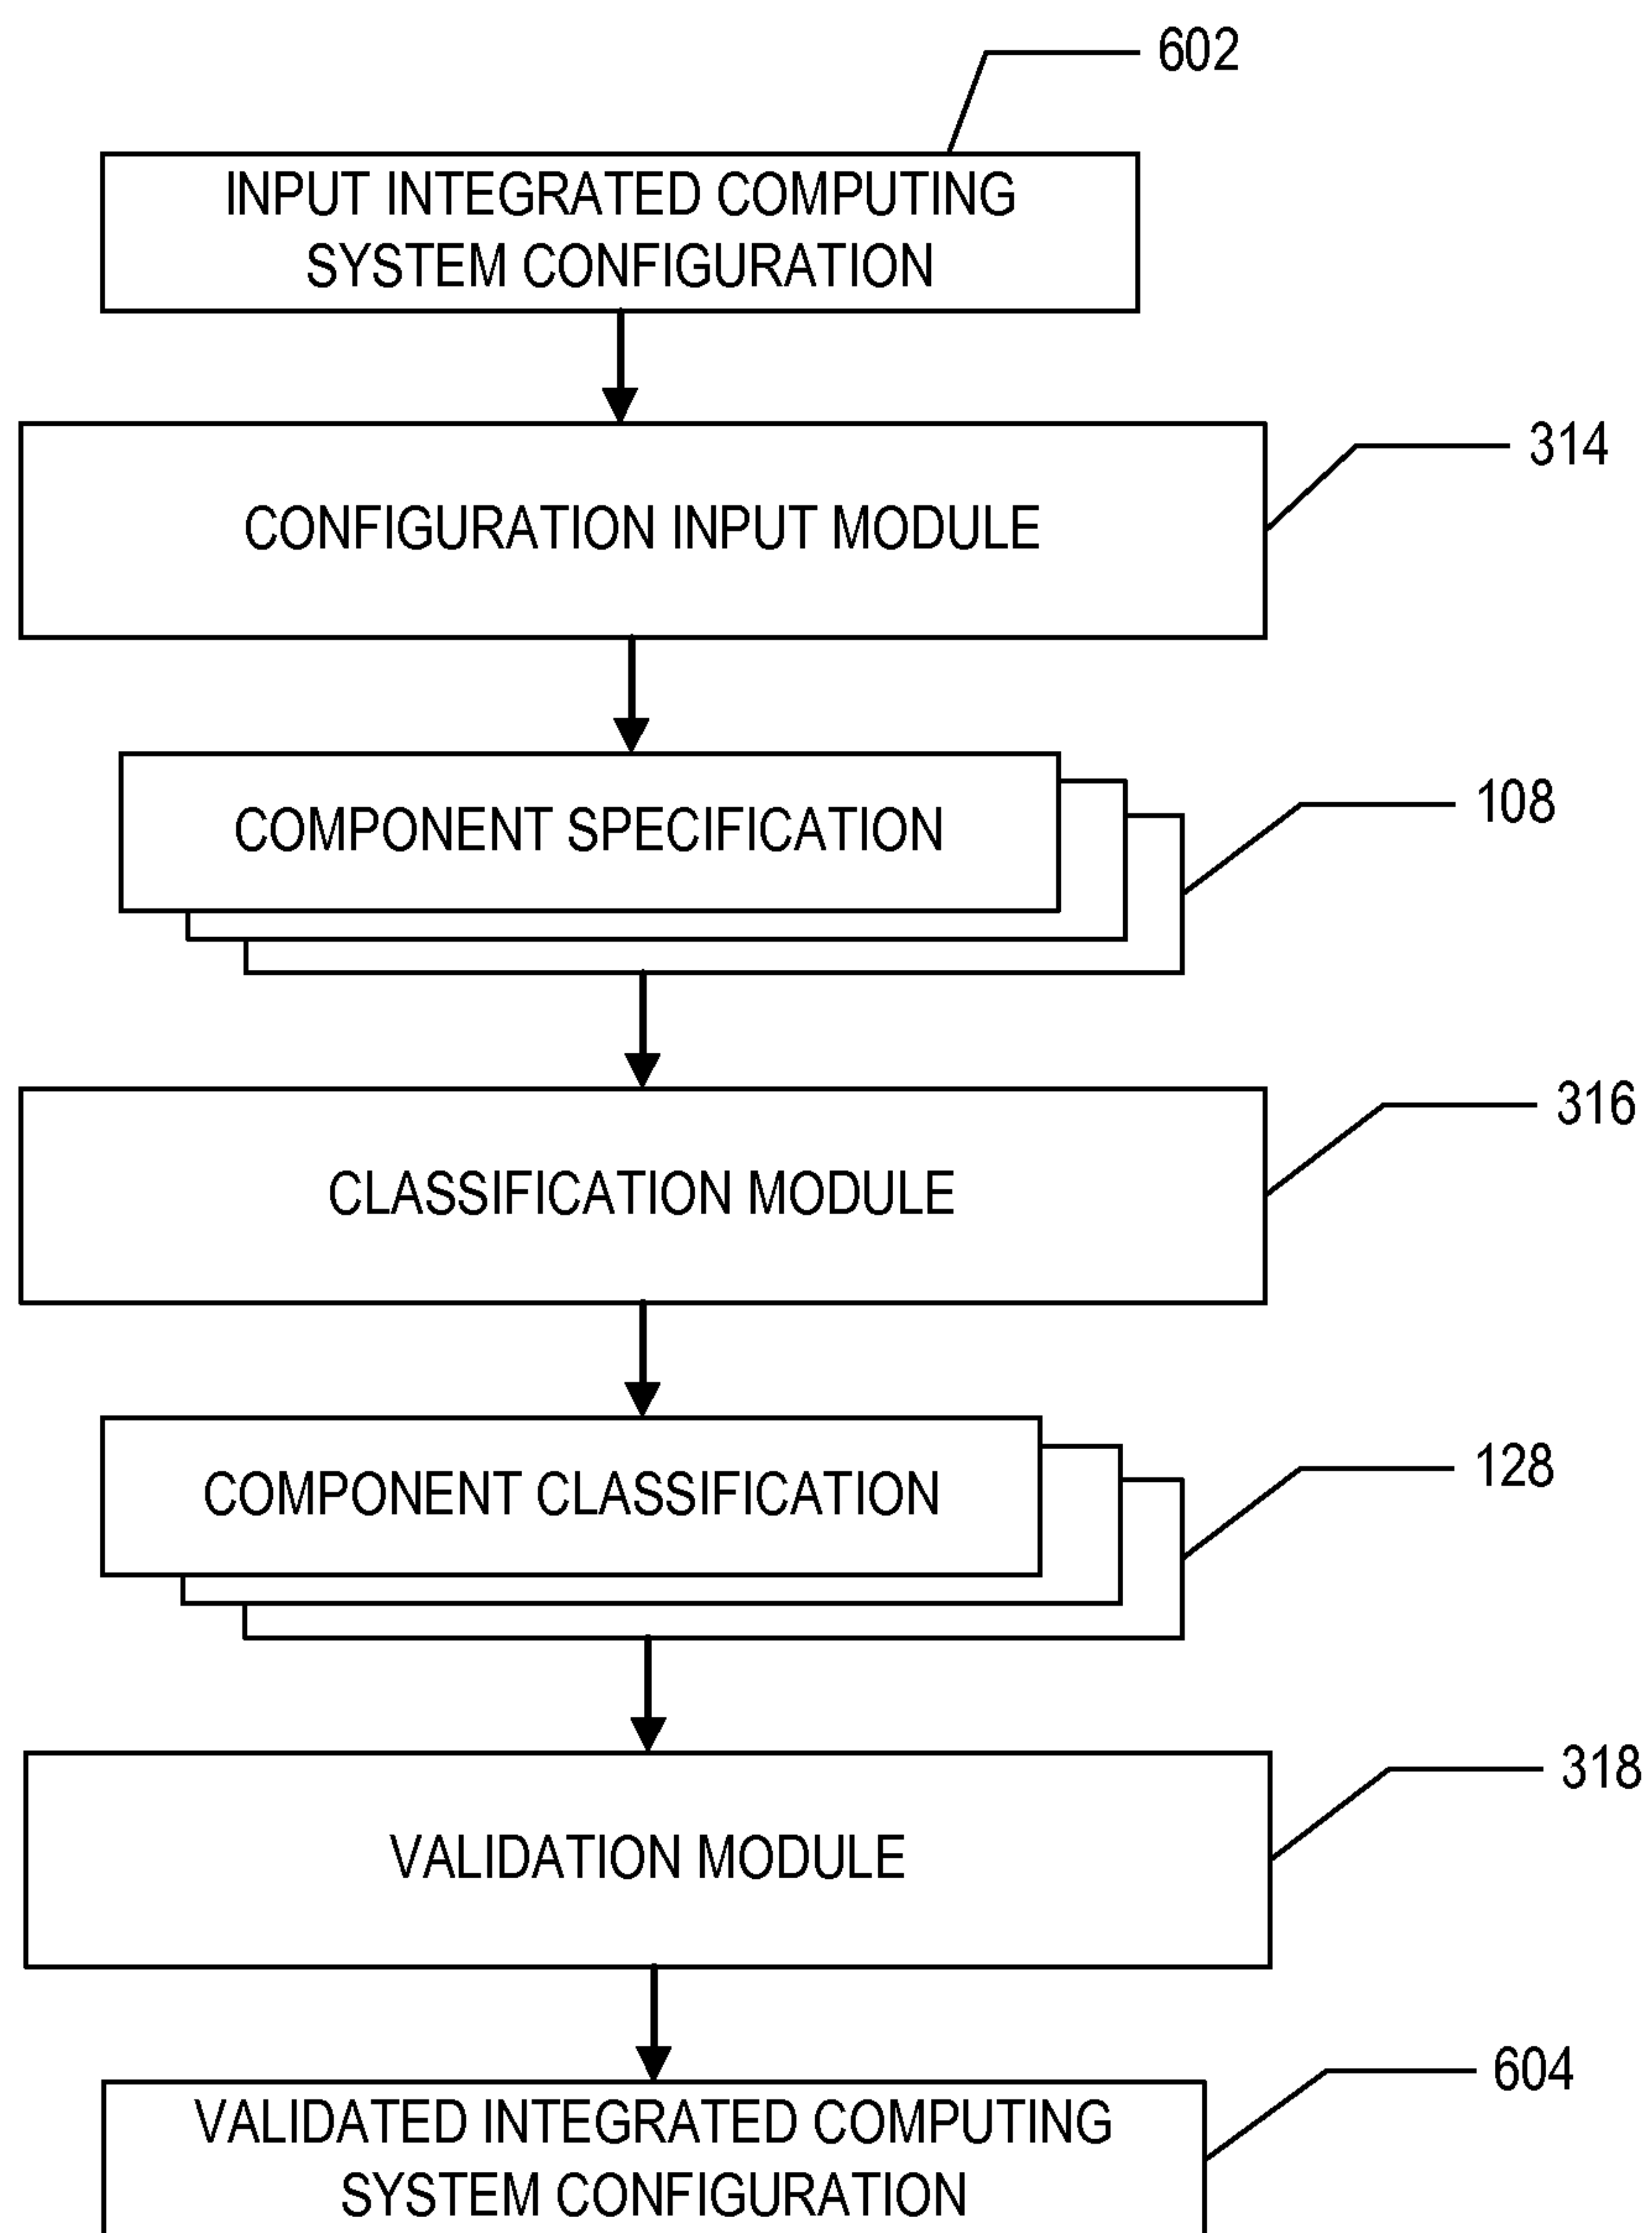 602
INPUT INTEGRATED COMPUTING
SYSTEM CONFIGURATION
314
CONFIGURATION INPUT MODULE
108
COMPONENT SPECIFICATION
316
CLASSIFICATION MODULE
128
COMPONENT CLASSIFICATION
318
VALIDATION MODULE
604
VALIDATED INTEGRATED COMPUTING
SYSTEM CONFIGURATION